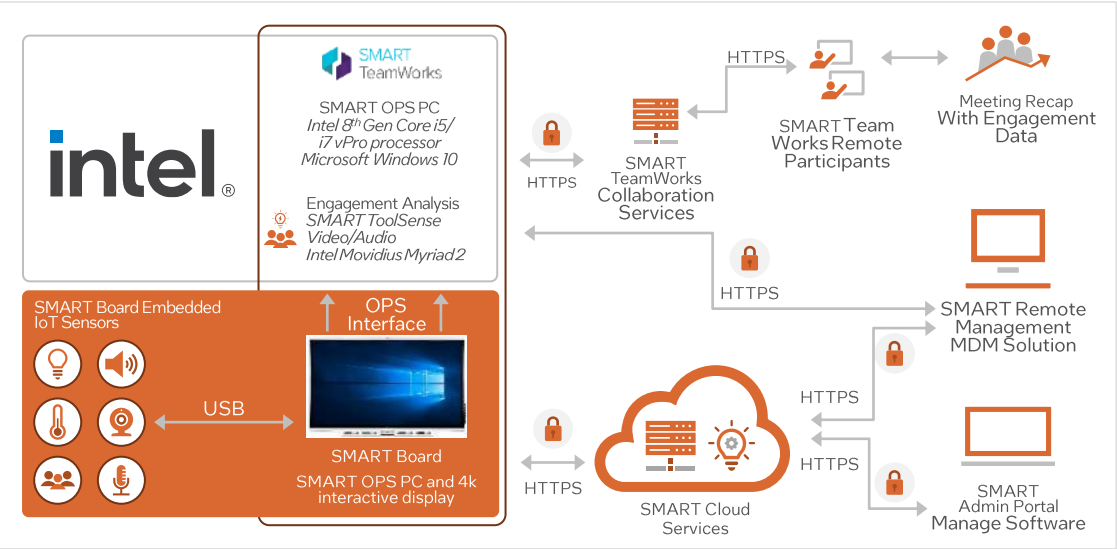 intel®
SMART
TeamWorks
SMART OPS PC
Intel 8th Gen Core i5/
i7 vPro processor
Microsoft Windows 10
Engagement Analysis
SMART ToolSense
Video/Audio
Intel Movidius Myriad 2
SMART Board Embedded
IoT Sensors
OPS
Interface
USB
SMART Board
SMART OPS PC and 4k
interactive display
HTTPS
SMART
TeamWorks
Collaboration
Services
HTTPS
SMART Team
Works Remote
Participants
Meeting Recap
With Engagement
Data
HTTPS
SMART Remote
Management
MDM Solution
HTTPS
SMART Cloud
Services
HTTPS
HTTPS
SMART
Admin Portal
Manage Software